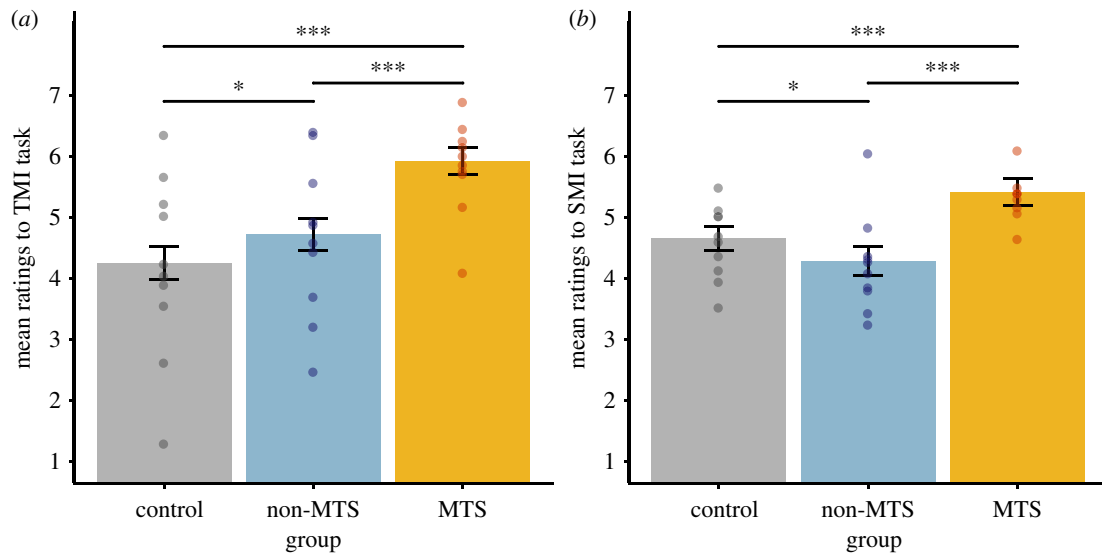 (a)
***
*
***
mean ratings to TMI task
7
6
5
4
3
2
1
control non-MTS MTS
group
(b)
***
*
***
mean ratings to SMI task
7
6
5
4
3
2
1
control non-MTS MTS
group